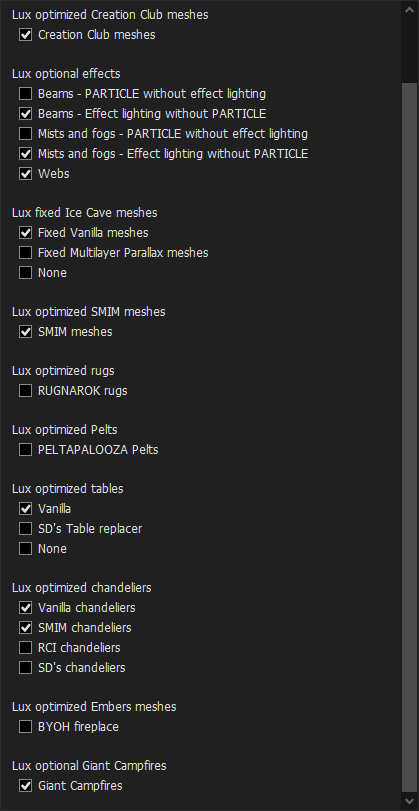 Lux optimized Creation Club meshes
Creation Club meshes
Lux optional effects
Beams - PARTICLE without effect lighting
Beams - Effect lighting without PARTICLE
Mists and fogs - PARTICLE without effect lighting
Mists and fogs - Effect lighting without PARTICLE
Webs
Lux fixed Ice Cave meshes
Fixed Vanilla meshes
Fixed Multilayer Parallax meshes
None
Lux optimized SMIM meshes
SMIM meshes
Lux optimized rugs
RUGNAROK rugs
Lux optimized Pelts
PELTAPALOOZA Pelts
Lux optimized tables
Vanilla
SD's Table replacer
None
Lux optimized chandeliers
Vanilla chandeliers
SMIM chandeliers
RCI chandeliers
SD's chandeliers
Lux optimized Embers meshes
BYOH fireplace
Lux optional Giant Campfires
Giant Campfires